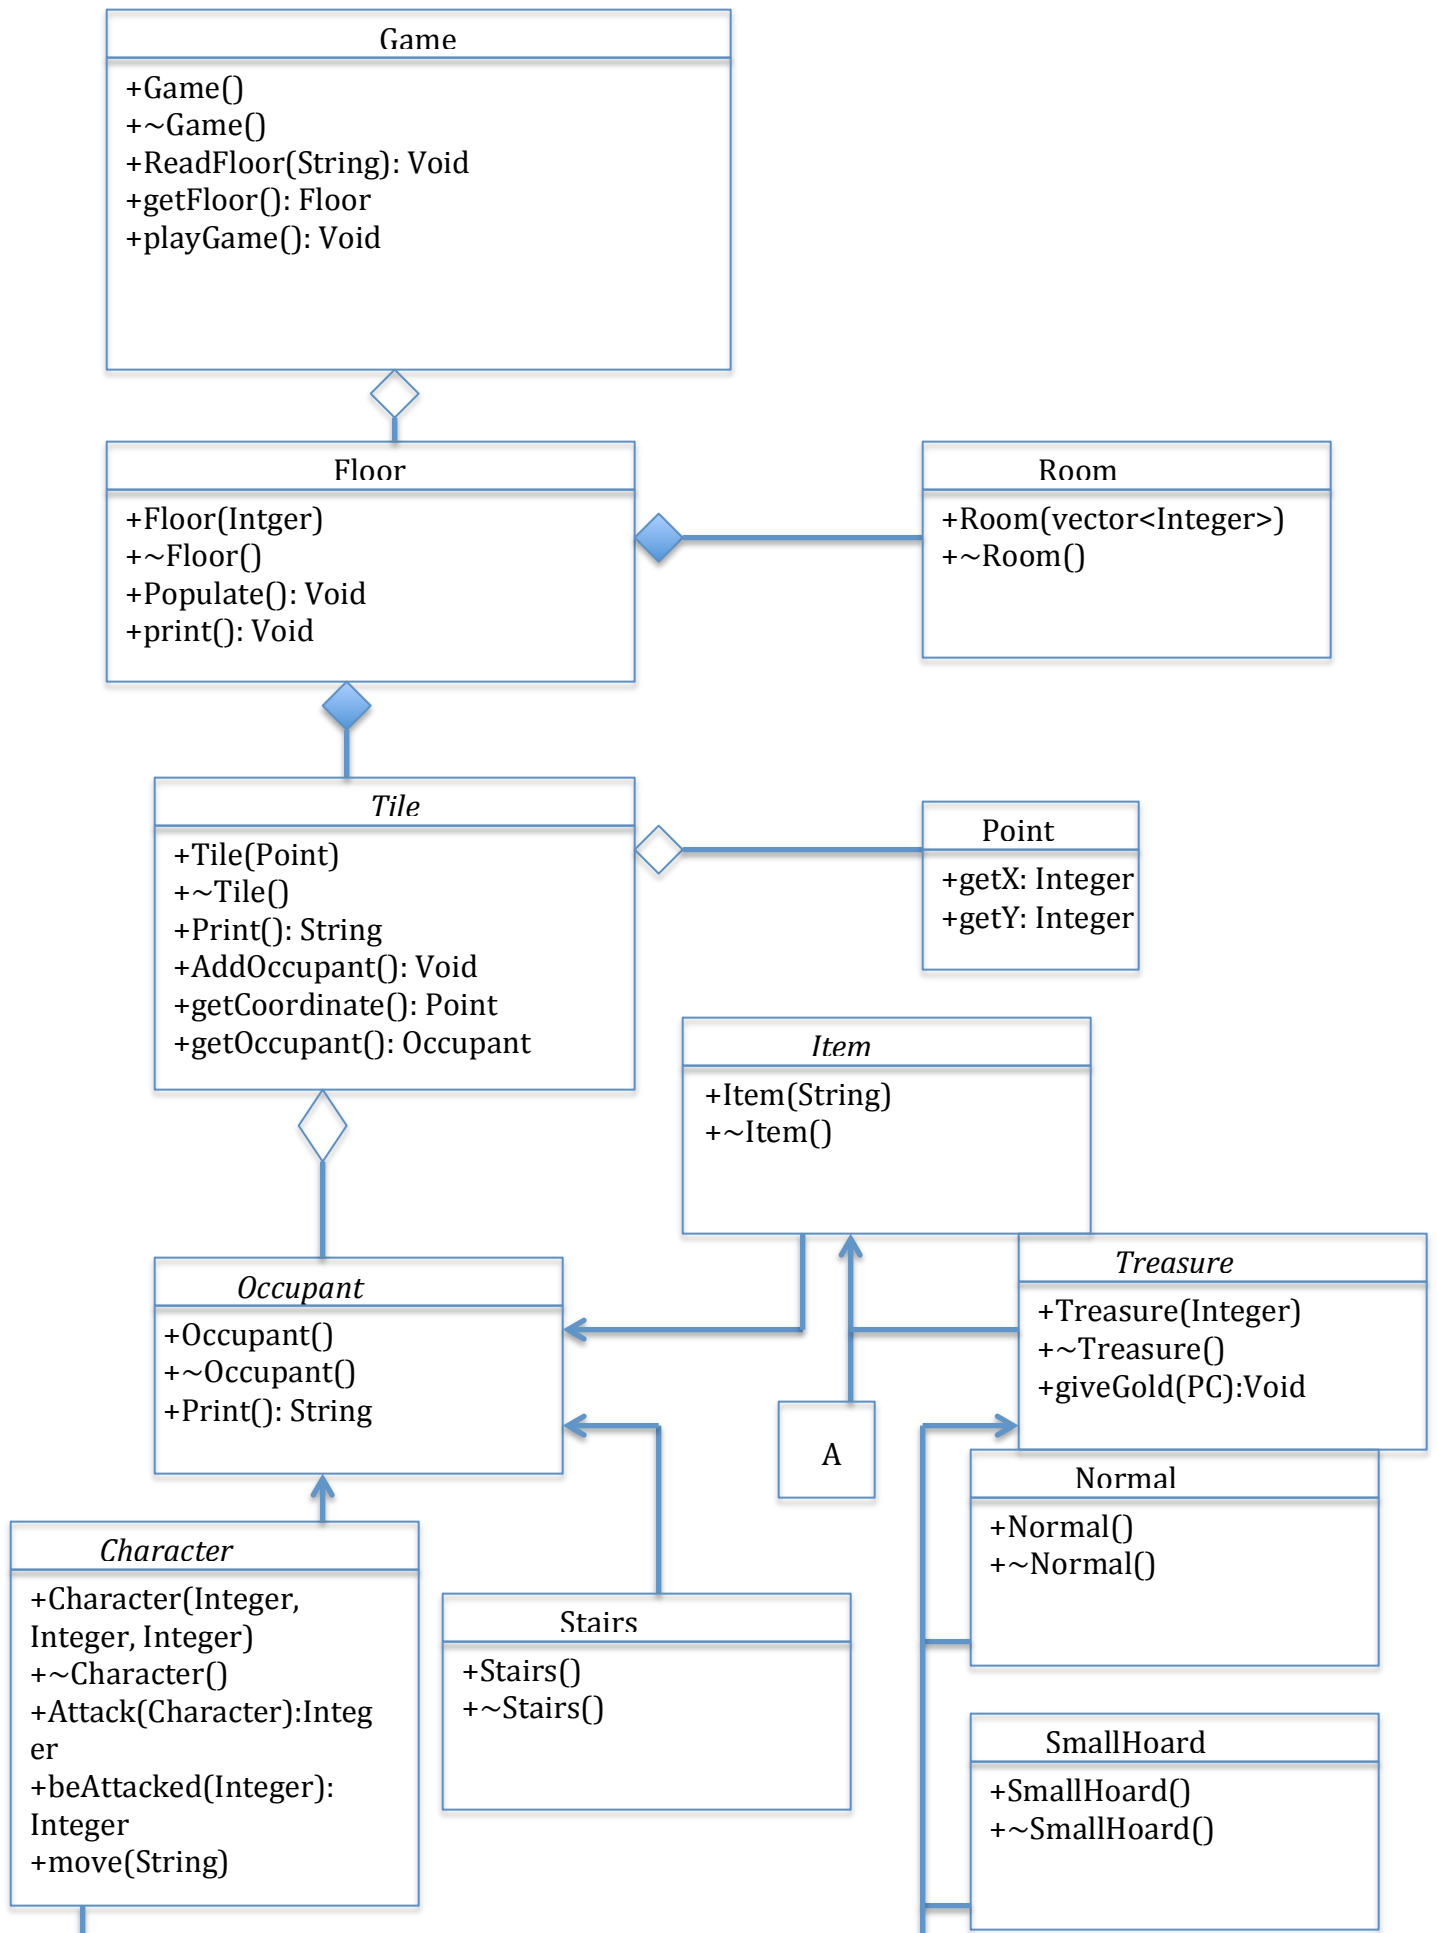 Game
+Game()
+~Game()
+ReadFloor(String): Void
+getFloor(): Floor
+playGame(): Void
Floor
+Floor(Intger)
+~Floor()
+Populate(): Void
+print(): Void
Room
+Room(vector<Integer>)
+~Room()
Tile
+Tile(Point)
+~Tile()
+Print(): String
+AddOccupant(): Void
+getCoordinate(): Point
+getOccupant(): Occupant
Point
+getX: Integer
+getY: Integer
Item
+Item(String)
+~Item()
Occupant
+Occupant()
+~Occupant()
+Print(): String
Treasure
+Treasure(Integer)
+~Treasure()
+giveGold(PC):Void
A
Normal
+Normal()
+~Normal()
Character
+Character(Integer,
Integer, Integer)
+~Character()
+Attack(Character):Integ
er
+beAttacked(Integer):
Integer
+move(String)
Stairs
+Stairs()
+~Stairs()
SmallHoard
+SmallHoard()
+~SmallHoard()